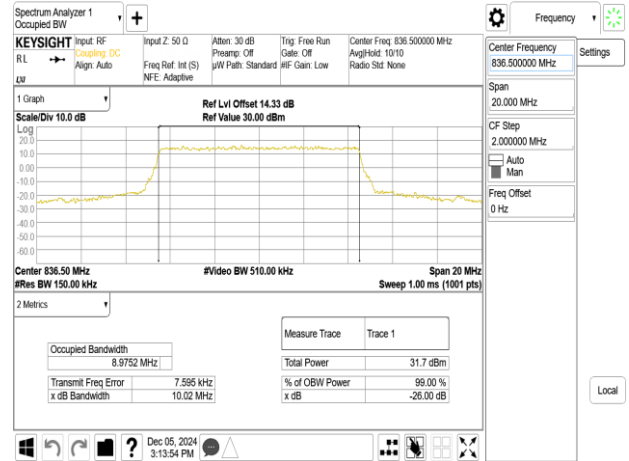 Spectrum Analyzer 1
Occupied BW
Frequency
KEYSIGHT
RL
LXI
Input: RF
Coupling: DC
Align: Auto
Input Z: 50 Ω
Freq Ref: Int (S)
NFE: Adaptive
Atten: 30 dB
Preamp: Off
µW Path: Standard
Trig: Free Run
Gate: Off
#IF Gain: Low
Center Freq: 836.500000 MHz
Avg|Hold: 10/10
Radio Std: None
Center Frequency
836.500000 MHz
Settings
Span
20.000 MHz
CF Step
2.000000 MHz
Auto
Man
Freq Offset
0 Hz
Local
1 Graph
Scale/Div 10.0 dB
Ref Lvl Offset 14.33 dB
Ref Value 30.00 dBm
Log
20.0
10.0
0.00
-10.0
-20.0
-30.0
-40.0
-50.0
-60.0
Center 836.50 MHz
#Video BW 510.00 kHz
Span 20 MHz
#Res BW 150.00 kHz
Sweep 1.00 ms (1001 pts)
2 Metrics
Measure Trace Trace 1
Occupied Bandwidth
8.9752 MHz
Total Power 31.7 dBm
Transmit Freq Error 7.595 kHz
% of OBW Power 99.00 %
x dB Bandwidth 10.02 MHz
x dB -26.00 dB
?
Dec 05, 2024
3:13:54 PM